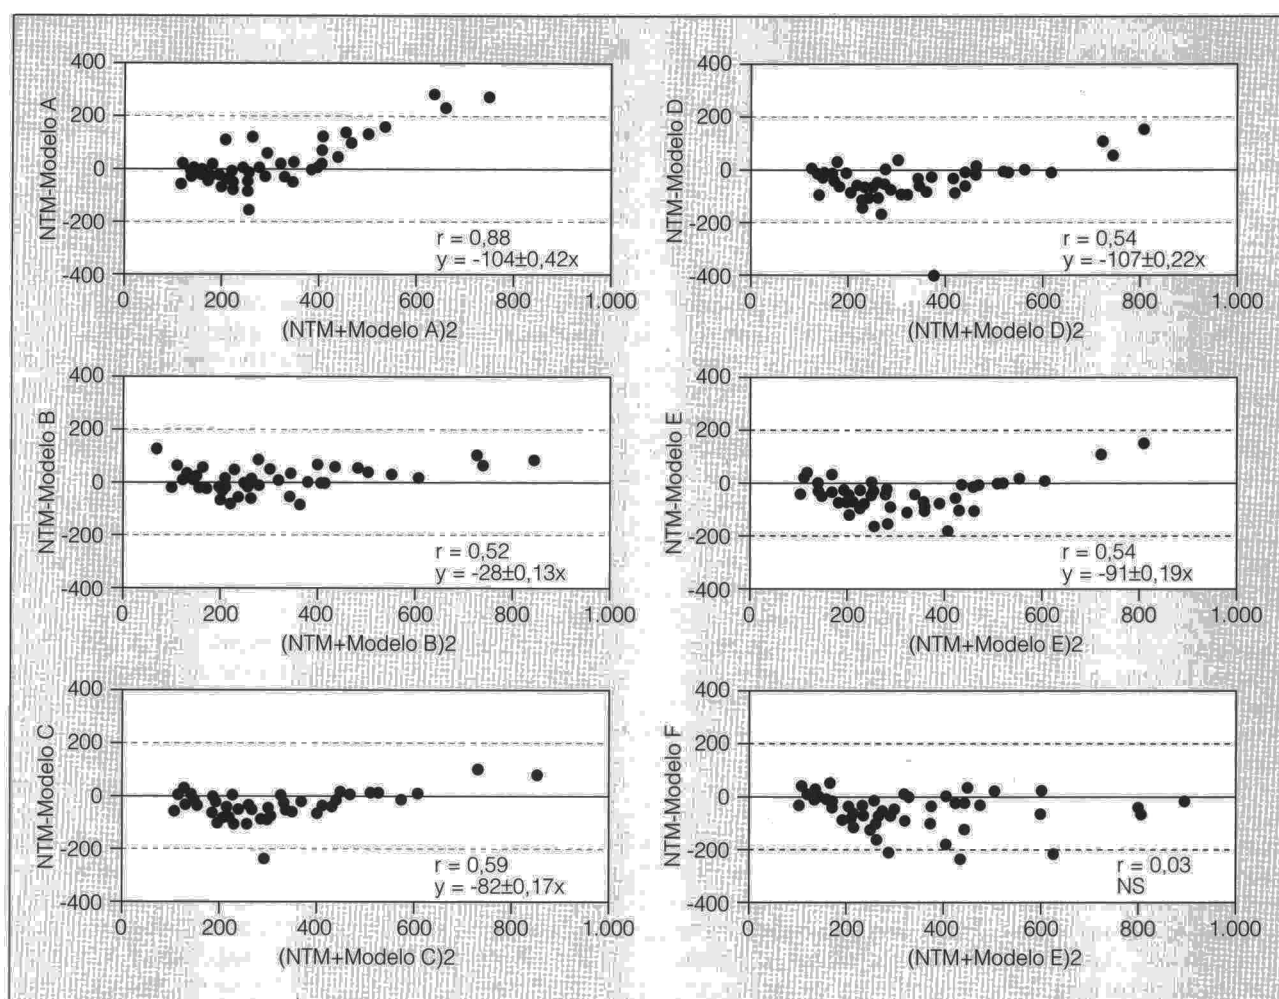 400
200
0
-200
-400
NTM-Modelo A
r = 0,88
y = -104±0,42x
0 200 400 600 800 1.000
(NTM+Modelo A)2
400
200
0
-200
-400
NTM-Modelo D
r = 0,54
y = -107±0,22x
0 200 400 600 800 1.000
(NTM+Modelo D)2
400
200
0
-200
-400
NTM-Modelo B
r = 0,52
y = -28±0,13x
0 200 400 600 800 1.000
(NTM+Modelo B)2
400
200
0
-200
-400
NTM-Modelo E
r = 0,54
y = -91±0,19x
0 200 400 600 800 1.000
(NTM+Modelo E)2
400
200
0
-200
-400
NTM-Modelo C
r = 0,59
y = -82±0,17x
0 200 400 600 800 1.000
(NTM+Modelo C)2
400
200
0
-200
-400
NTM-Modelo F
r = 0,03
NS
0 200 400 600 800 1.000
(NTM+Modelo E)2